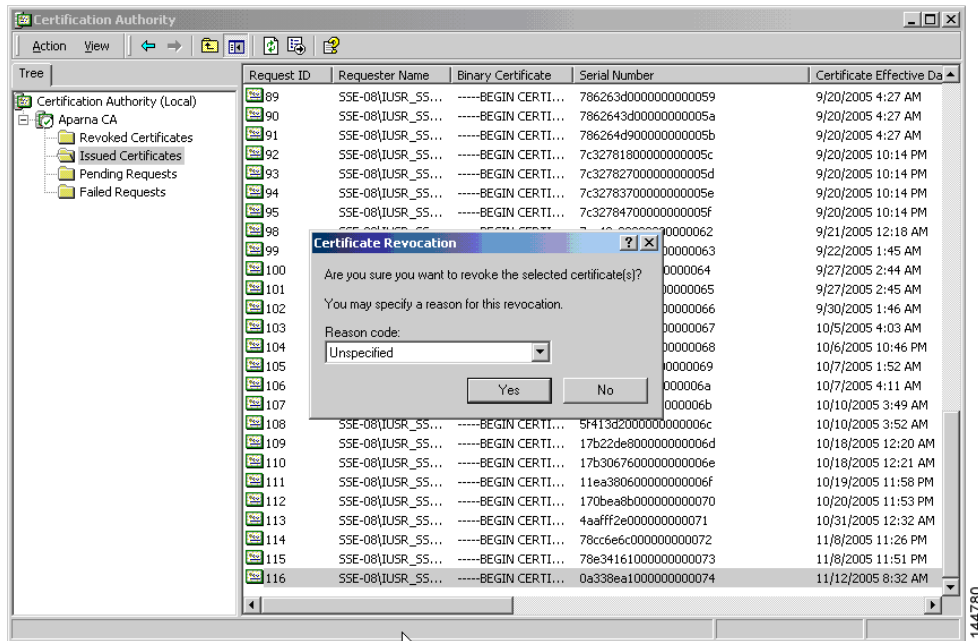 Certification Authority
Action View
Tree
Certification Authority (Local)
Aparna CA
Revoked Certificates
Issued Certificates
Pending Requests
Failed Requests
Request ID Requester Name Binary Certificate Serial Number Certificate Effective Da
89 SSE-08\IUSR_SS... -----BEGIN CERTI... 786263d0000000000059 9/20/2005 4:27 AM
90 SSE-08\IUSR_SS... -----BEGIN CERTI... 7862643d00000000005a 9/20/2005 4:27 AM
91 SSE-08\IUSR_SS... -----BEGIN CERTI... 786264d900000000005b 9/20/2005 4:27 AM
92 SSE-08\IUSR_SS... -----BEGIN CERTI... 7c32781800000000005c 9/20/2005 10:14 PM
93 SSE-08\IUSR_SS... -----BEGIN CERTI... 7c32782700000000005d 9/20/2005 10:14 PM
94 SSE-08\IUSR_SS... -----BEGIN CERTI... 7c32783700000000005e 9/20/2005 10:14 PM
95 SSE-08\IUSR_SS... -----BEGIN CERTI... 7c32784700000000005f 9/20/2005 10:14 PM
98 0000062 9/21/2005 12:18 AM
99 00000063 9/22/2005 1:45 AM
100 0000064 9/27/2005 2:44 AM
101 0000065 9/27/2005 2:45 AM
102 00000066 9/30/2005 1:46 AM
103 00000067 10/5/2005 4:03 AM
104 00000068 10/6/2005 10:46 PM
105 0000069 10/7/2005 1:52 AM
106 000006a 10/7/2005 4:11 AM
107 000006b 10/10/2005 3:49 AM
108 SSE-08\IUSR_SS... -----BEGIN CERTI... 5f413d2000000000006c 10/10/2005 3:52 AM
109 SSE-08\IUSR_SS... -----BEGIN CERTI... 17b22de800000000006d 10/18/2005 12:20 AM
110 SSE-08\IUSR_SS... -----BEGIN CERTI... 17b3067600000000006e 10/18/2005 12:21 AM
111 SSE-08\IUSR_SS... -----BEGIN CERTI... 11ea380600000000006f 10/19/2005 11:58 PM
112 SSE-08\IUSR_SS... -----BEGIN CERTI... 170bea8b000000000070 10/20/2005 11:53 PM
113 SSE-08\IUSR_SS... -----BEGIN CERTI... 4aafff2e000000000071 10/31/2005 12:32 AM
114 SSE-08\IUSR_SS... -----BEGIN CERTI... 78cc6e6c000000000072 11/8/2005 11:26 PM
115 SSE-08\IUSR_SS... -----BEGIN CERTI... 78e34161000000000073 11/8/2005 11:51 PM
116 SSE-08\IUSR_SS... -----BEGIN CERTI... 0a338ea1000000000074 11/12/2005 8:32 AM
Certificate Revocation
Are you sure you want to revoke the selected certificate(s)?
You may specify a reason for this revocation.
Reason code:
Unspecified
Yes No
144780